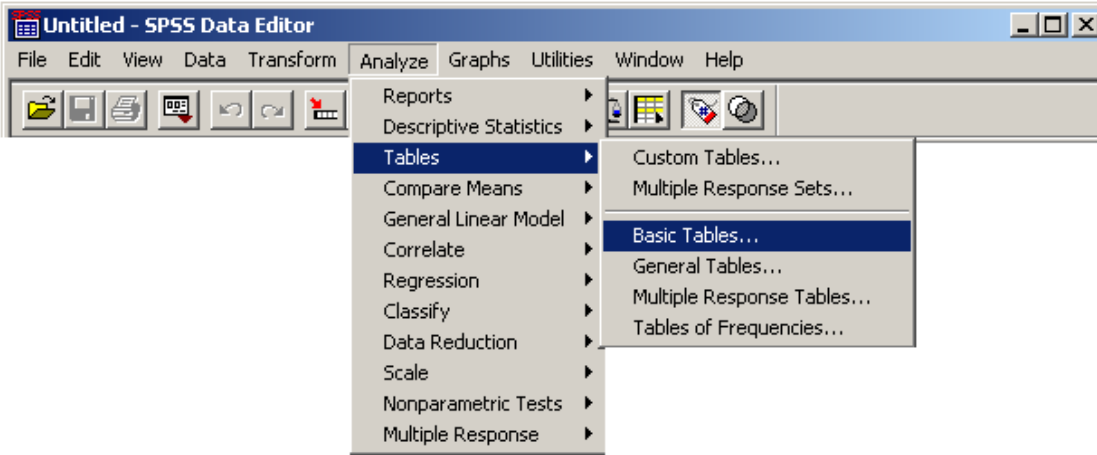 Untitled - SPSS Data Editor
File Edit View Data Transform Analyze Graphs Utilities Window Help
Reports
Descriptive Statistics
Tables
Compare Means
General Linear Model
Correlate
Regression
Classify
Data Reduction
Scale
Nonparametric Tests
Multiple Response
Custom Tables...
Multiple Response Sets...
Basic Tables...
General Tables...
Multiple Response Tables...
Tables of Frequencies...